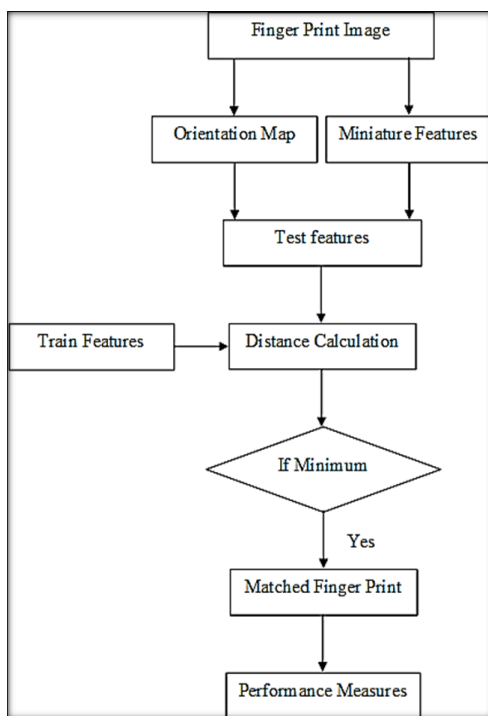 Finger Print Image
Orientation Map
Miniature Features
Test features
Train Features
Distance Calculation
If Minimum
Yes
Matched Finger Print
Performance Measures